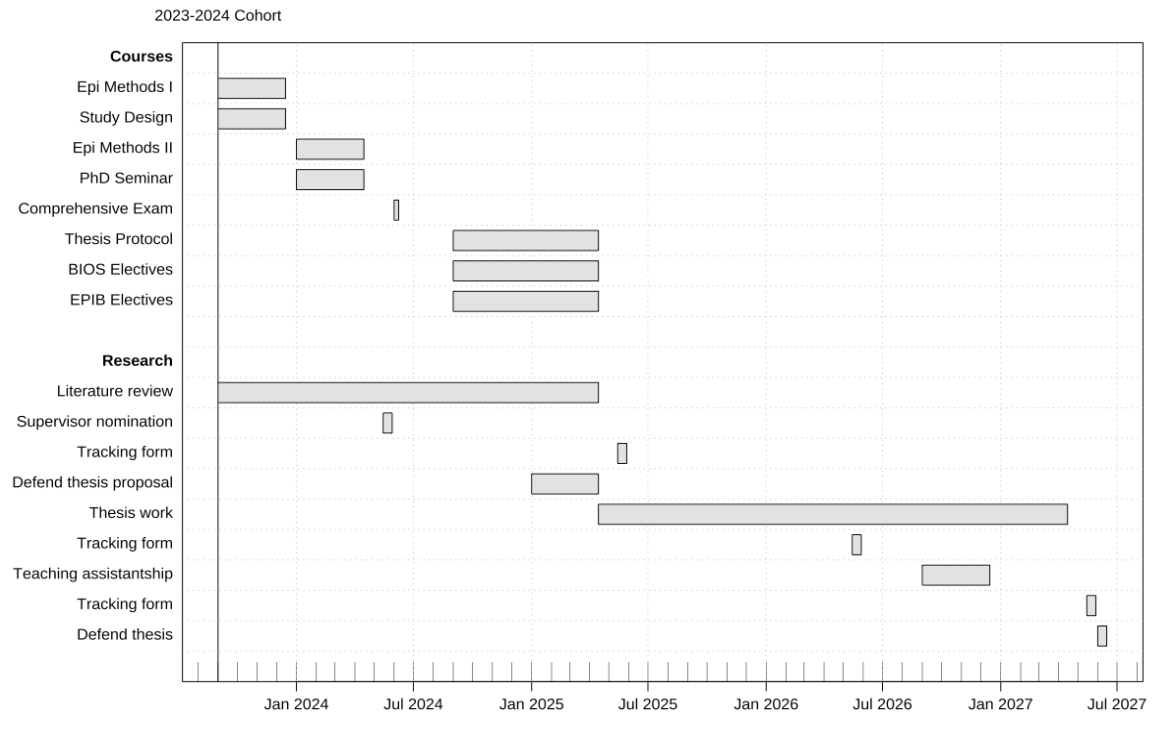 2023-2024 Cohort
Courses
Epi Methods I
Study Design
Epi Methods II
PhD Seminar
Comprehensive Exam
Thesis Protocol
BIOS Electives
EPIB Electives
Research
Literature review
Supervisor nomination
Tracking form
Defend thesis proposal
Thesis work
Tracking form
Teaching assistantship
Tracking form
Defend thesis
Jan 2024 Jul 2024 Jan 2025 Jul 2025 Jan 2026 Jul 2026 Jan 2027 Jul 2027